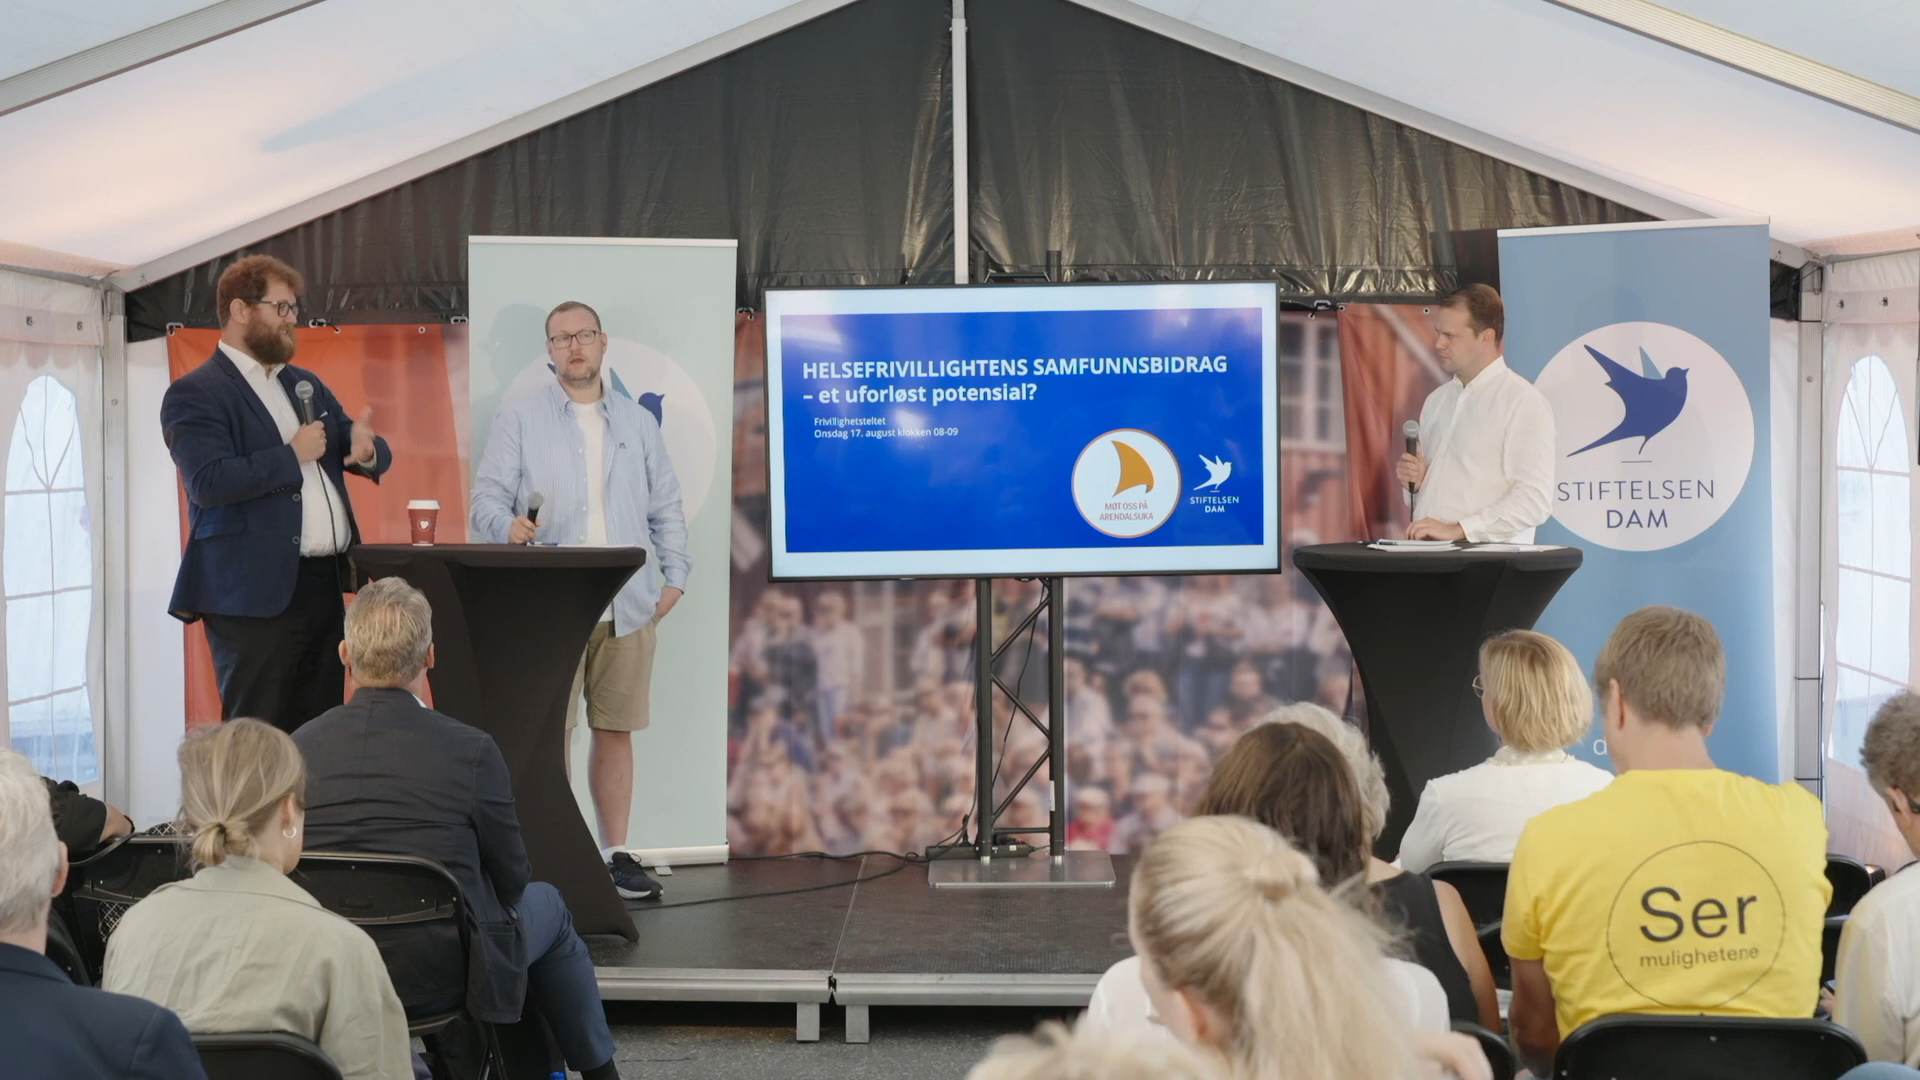 HELSEFRIVILLIGHTENS SAMFUNNSBIDRAG
– et uforløst potensial?
Frivillighetsteltet
Onsdag 17. august klokken 08-09
MØT OSS PÅ
ARENDALSUKA
STIFTELSEN
DAM
STIFTELSEN
DAM
Ser
mulighetene